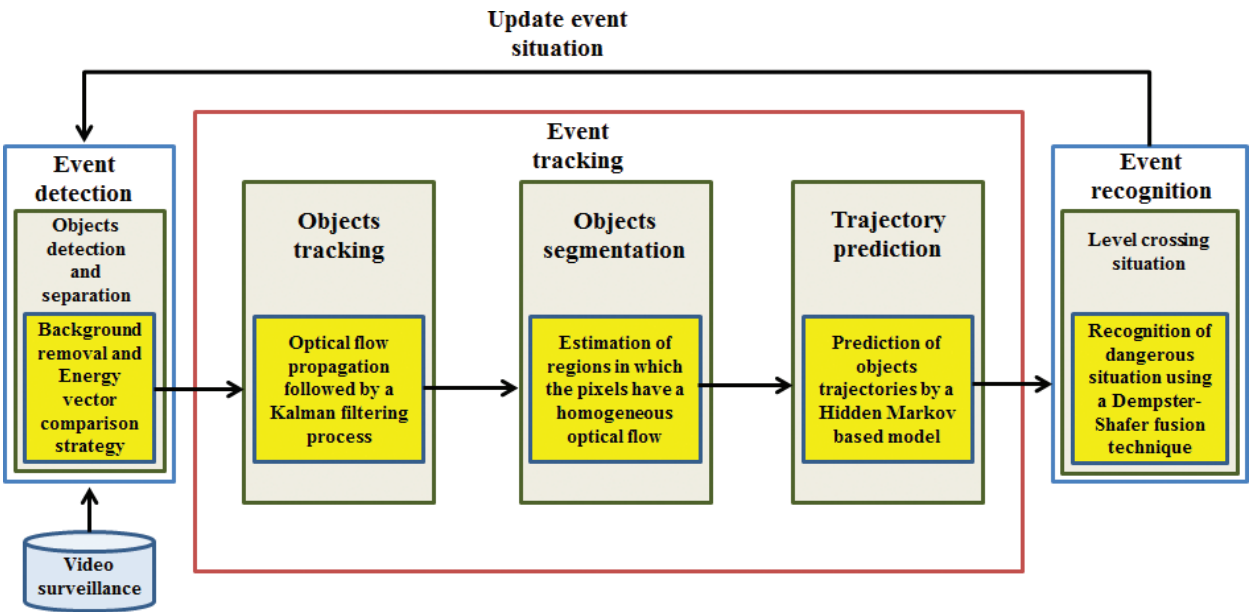 Update event
situation
Event
detection
Objects
detection
and
separation
Background
removal and
Energy
vector
comparison
strategy
Video
surveillance
Event
tracking
Objects
tracking
Optical flow
propagation
followed by a
Kalman filtering
process
Objects
segmentation
Estimation of
regions in which
the pixels have a
homogeneous
optical flow
Trajectory
prediction
Prediction of
objects
trajectories by a
Hidden Markov
based model
Event
recognition
Level crossing
situation
Recognition of
dangerous
situation using
a Dempster-
Shafer fusion
technique